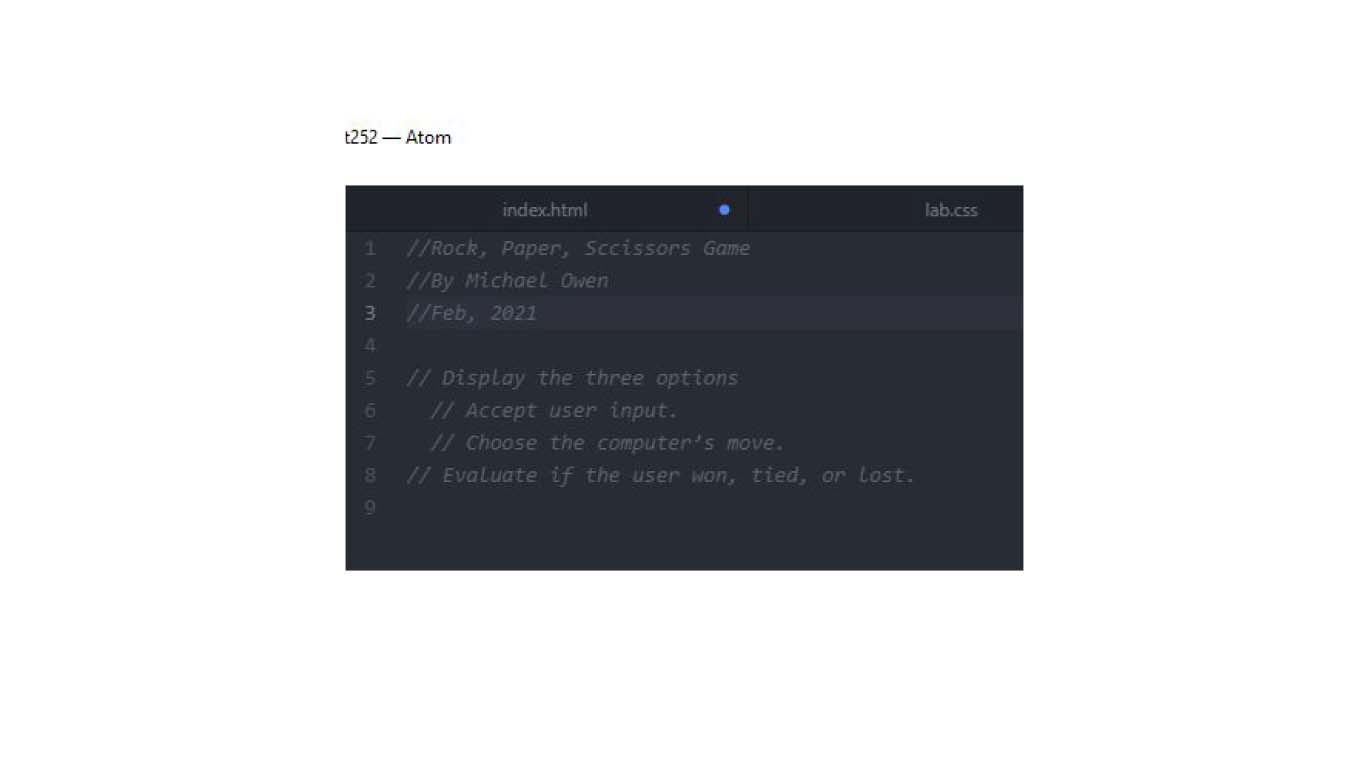 t252 — Atom
index.html lab.css
1 //Rock, Paper, Sccissors Game
2 //By Michael Owen
3 //Feb, 2021
4
5 // Display the three options
6 // Accept user input.
7 // Choose the computer's move.
8 // Evaluate if the user won, tied, or lost.
9